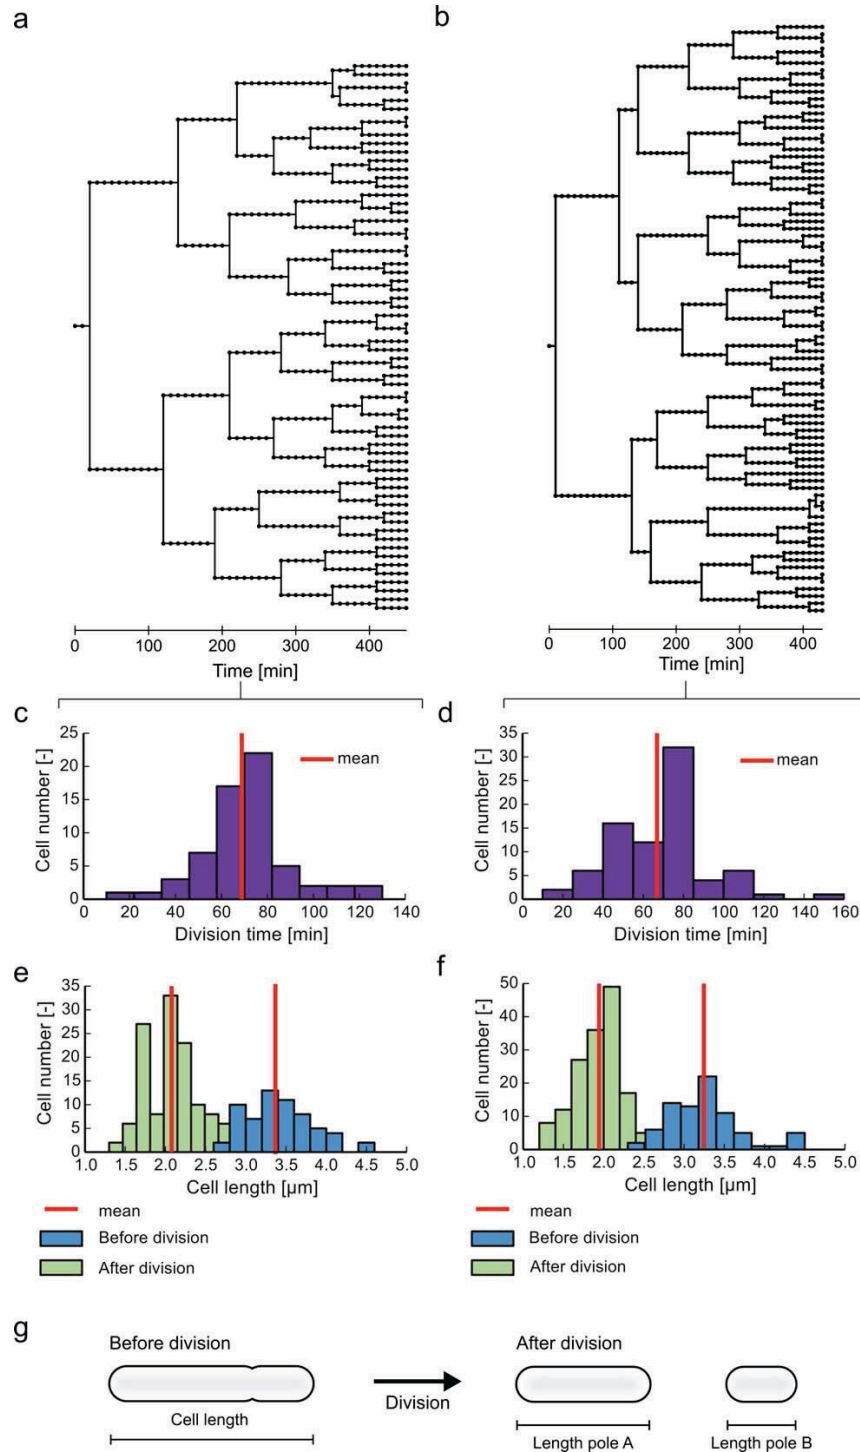 a
b
0 100 200 300 400
Time [min]
0 100 200 300 400
Time [min]
c
25
20
15
10
5
0
Cell number [-]
mean
0 20 40 60 80 100 120 140
Division time [min]
d
35
30
25
20
15
10
5
0
Cell number [-]
mean
0 20 40 60 80 100 120 140 160
Division time [min]
e
35
30
25
20
15
10
5
0
Cell number [-]
1.0 1.5 2.0 2.5 3.0 3.5 4.0 4.5 5.0
Cell length [µm]
mean
Before division
After division
f
50
40
30
20
10
0
Cell number [-]
1.0 1.5 2.0 2.5 3.0 3.5 4.0 4.5 5.0
Cell length [µm]
mean
Before division
After division
g
Before division
Cell length
Division
After division
Length pole A
Length pole B